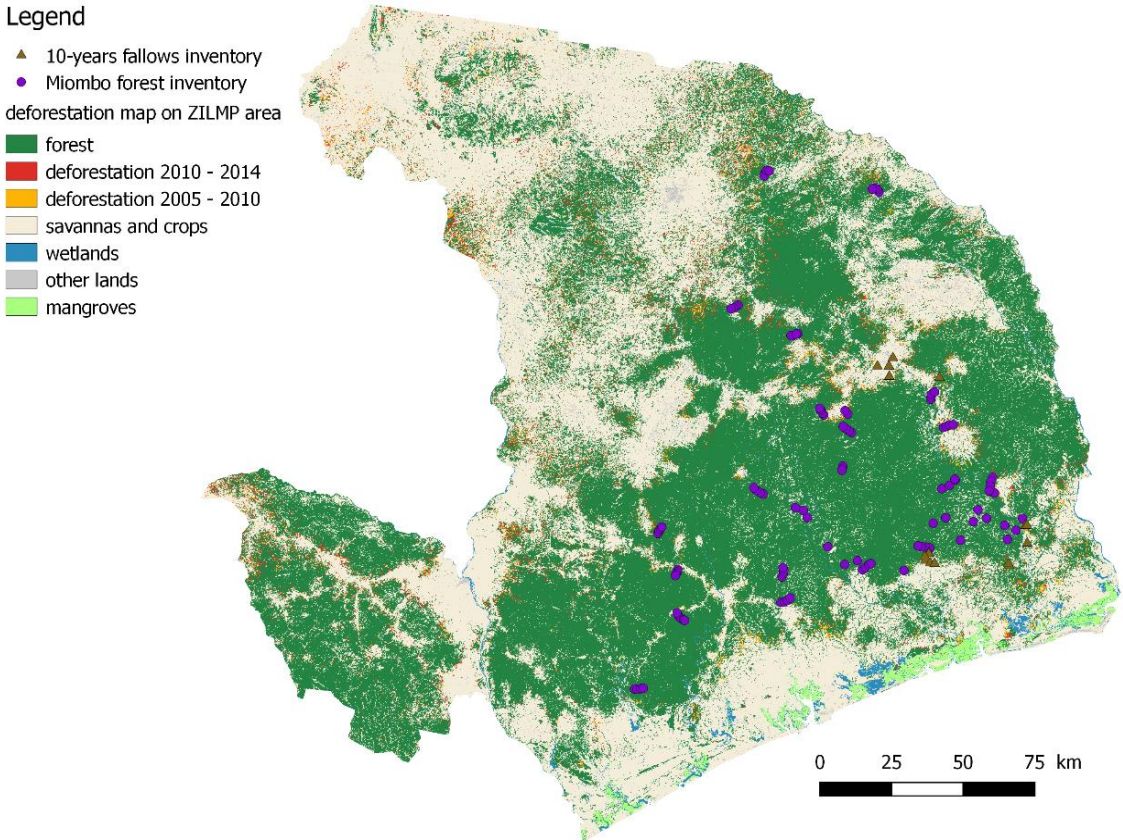 Legend
10-years fallows inventory
Miombo forest inventory
deforestation map on ZILMP area
forest
deforestation 2010 - 2014
deforestation 2005 - 2010
savannas and crops
wetlands
other lands
mangroves
0 25 50 75 km